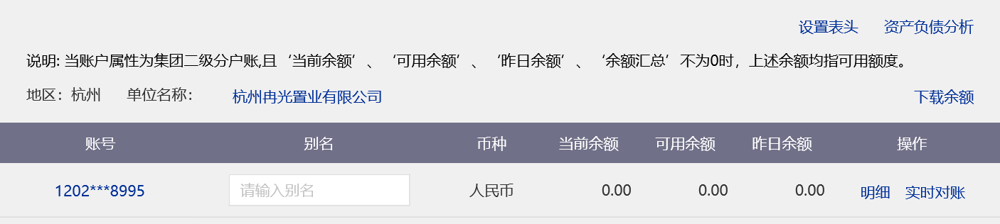 设置表头 资产负债分析
说明: 当账户属性为集团二级分户账,且‘当前余额’、‘可用余额’、‘昨日余额’、‘余额汇总’不为0时，上述余额均指可用额度。
地区：杭州 单位名称： 杭州冉光置业有限公司 下载余额
账号 别名 币种 当前余额 可用余额 昨日余额 操作
1202***8995 请输入别名 人民币 0.00 0.00 0.00 明细 实时对账